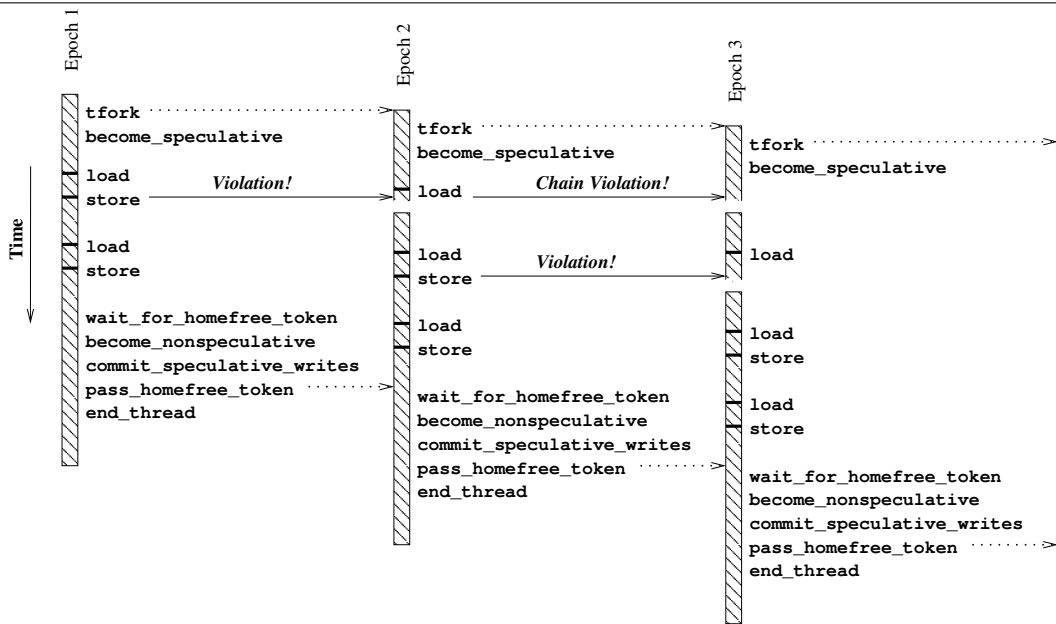 Epoch 1
tfork
become_speculative
load
store
load
store
wait_for_homefree_token
become_nonspeculative
commit_speculative_writes
pass_homefree_token
end_thread
Time
Violation!
Epoch 2
tfork
become_speculative
load
load
store
load
store
wait_for_homefree_token
become_nonspeculative
commit_speculative_writes
pass_homefree_token
end_thread
Chain Violation!
Violation!
Epoch 3
tfork
become_speculative
load
load
store
load
store
wait_for_homefree_token
become_nonspeculative
commit_speculative_writes
pass_homefree_token
end_thread